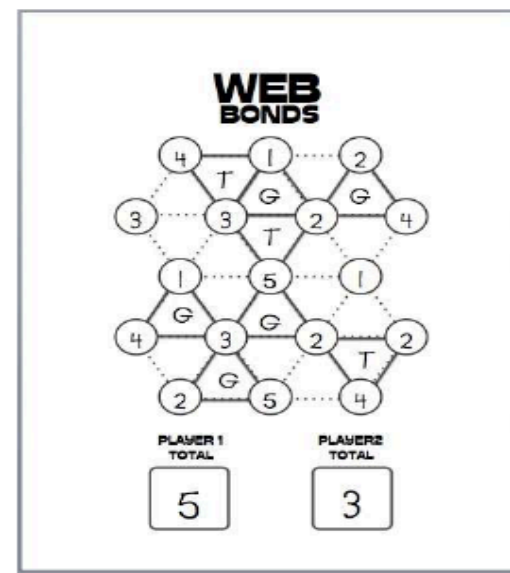 WEB
BONDS
4 1 2
T G G
3 3 2 4
T
1 5 1
G G
4 3 2 2
G T
2 5 4
PLAYER 1 PLAYER2
TOTAL TOTAL
5 3